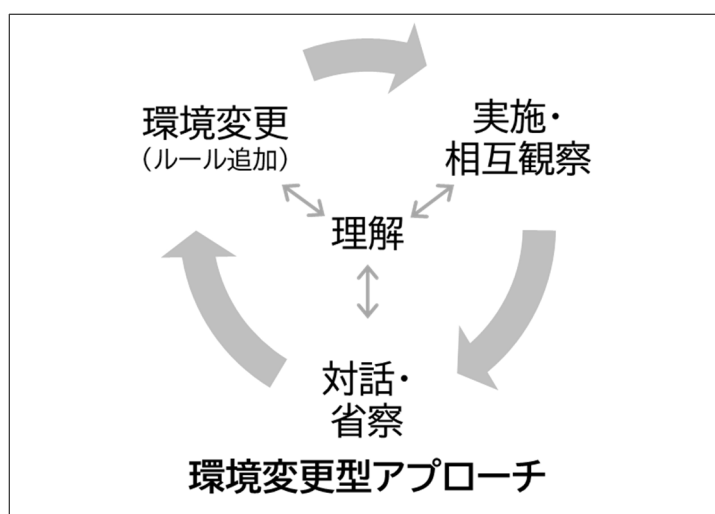 環境変更
（ルール追加）
実施・
相互観察
理解
対話・
省察
環境変更型アプローチ